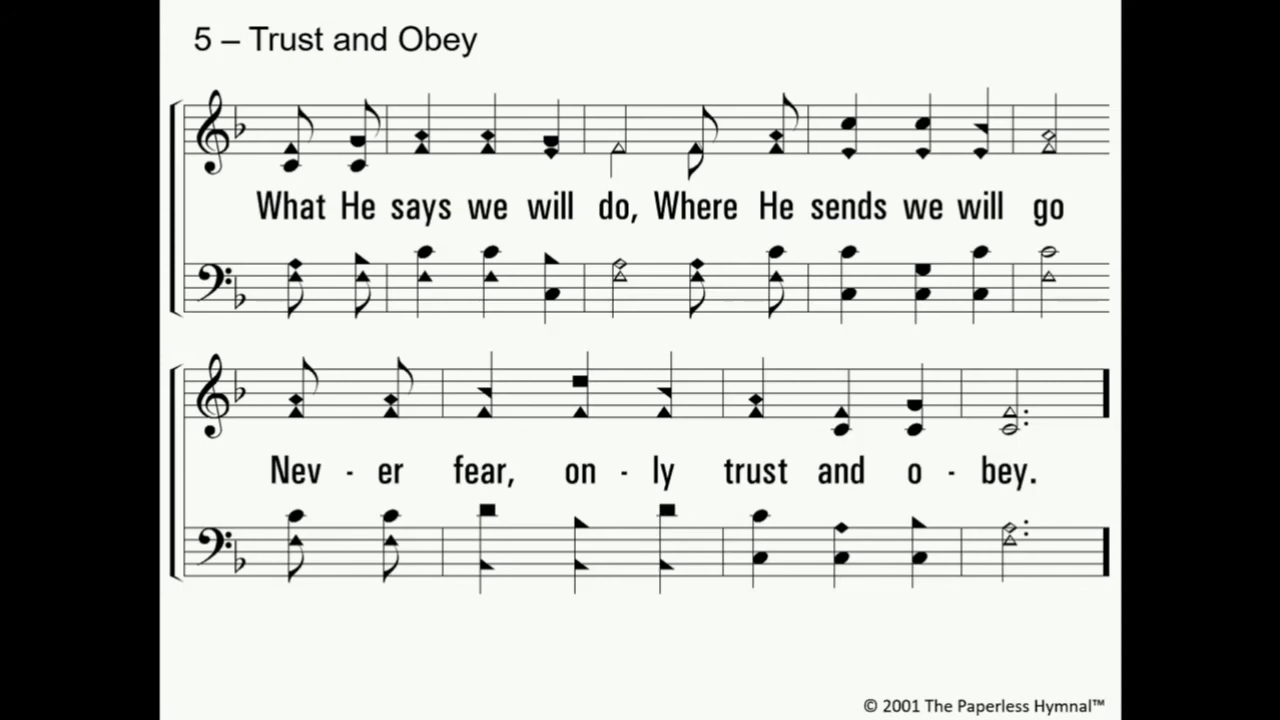 5 – Trust and Obey
What He says we will do, Where He sends we will go
Nev - er fear, on - ly trust and o - bey.
© 2001 The Paperless Hymnal™